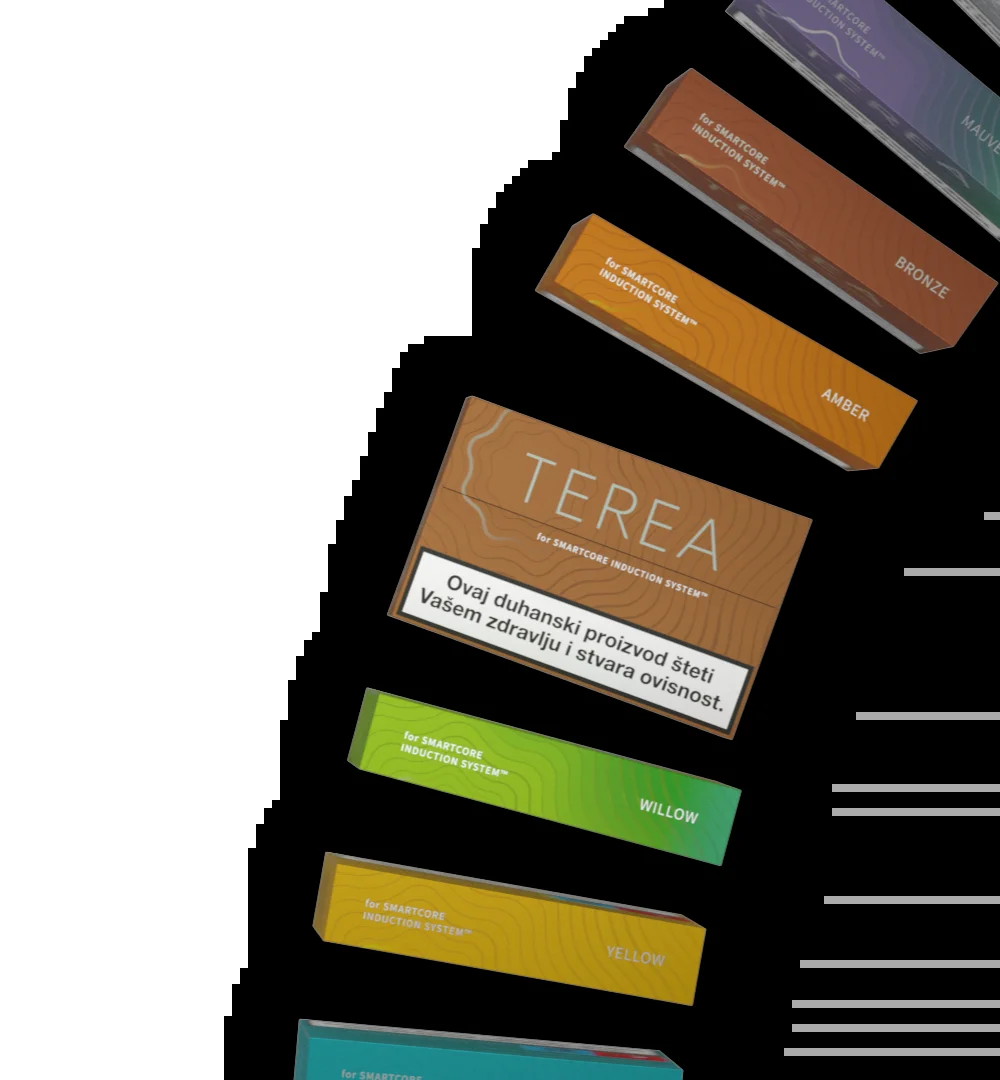 SMARTCORE
INDUCTION SYSTEM™
TEREA
MAUVE
for SMARTCORE
INDUCTION SYSTEM™
TEREA
BRONZE
for SMARTCORE
INDUCTION SYSTEM™
AMBER
TEREA
for SMARTCORE INDUCTION SYSTEM™
Ovaj duhanski proizvod šteti
Vašem zdravlju i stvara ovisnost.
for SMARTCORE
INDUCTION SYSTEM™
WILLOW
for SMARTCORE
INDUCTION SYSTEM™
YELLOW
for SMARTCORE